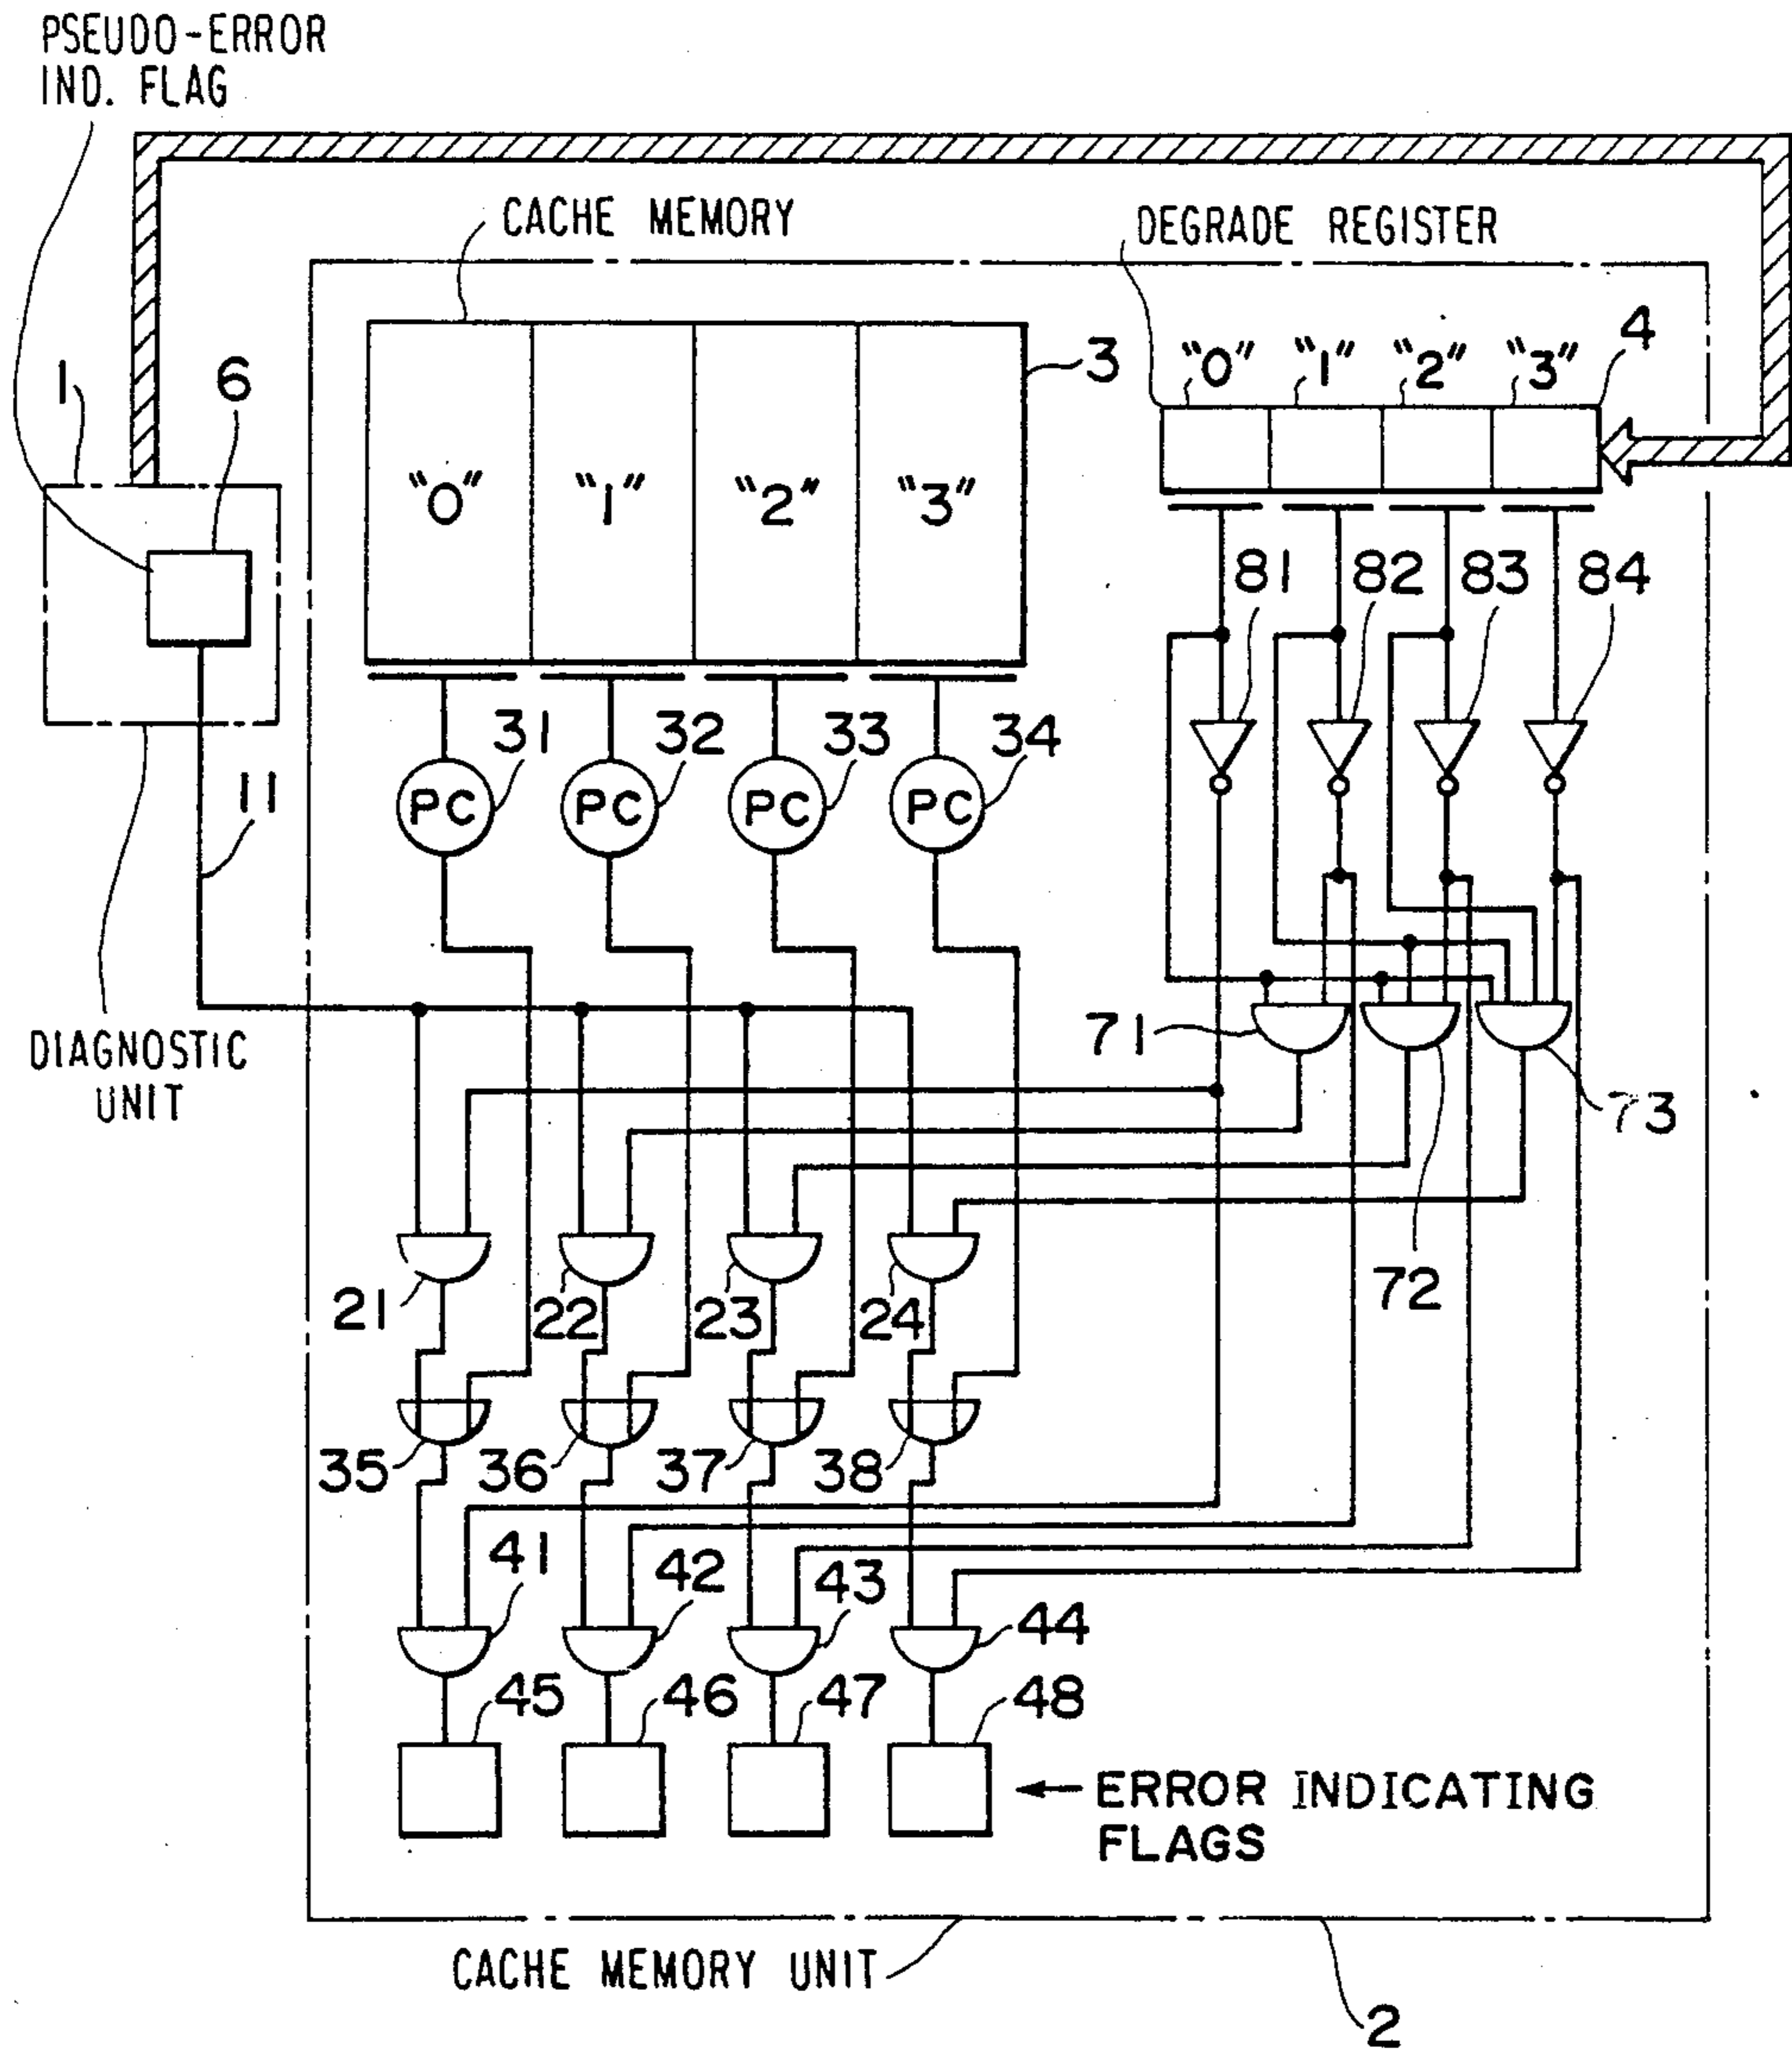 PSEUDO-ERROR
IND. FLAG
CACHE MEMORY
DEGRADE REGISTER
"0" "1" "2" "3"
3
"0" "1" "2" "3"
4
1
6
81 82 83 84
31 32 33 34
PC PC PC PC
11
DIAGNOSTIC
UNIT
71
73
72
21 22 23 24
35 36 37 38
41 42 43 44
45 46 47 48
ERROR INDICATING
FLAGS
CACHE MEMORY UNIT
2